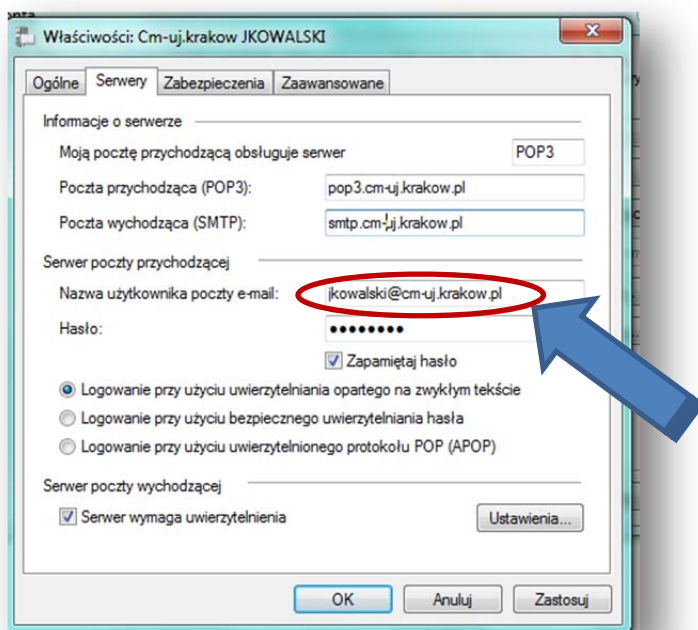 Właściwości: Cm-uj.krakow JKOWALSKI
Ogólne Serwery Zabezpieczenia Zaawansowane
Informacje o serwerze
Moją pocztę przychodzącą obsługuje serwer POP3
Poczta przychodząca (POP3): pop3.cm-uj.krakow.pl
Poczta wychodząca (SMTP): smtp.cm-uj.krakow.pl
Serwer poczty przychodzącej
Nazwa użytkownika poczty e-mail: jkowalski@cm-uj.krakow.pl
Hasło: ●●●●●●●●
Zapamiętaj hasło
Logowanie przy użyciu uwierzytelniania opartego na zwykłym tekście
Logowanie przy użyciu bezpiecznego uwierzytelniania hasła
Logowanie przy użyciu uwierzytelnionego protokołu POP (APOP)
Serwer poczty wychodzącej
Serwer wymaga uwierzytelnienia Ustawienia...
OK Anuluj Zastosuj